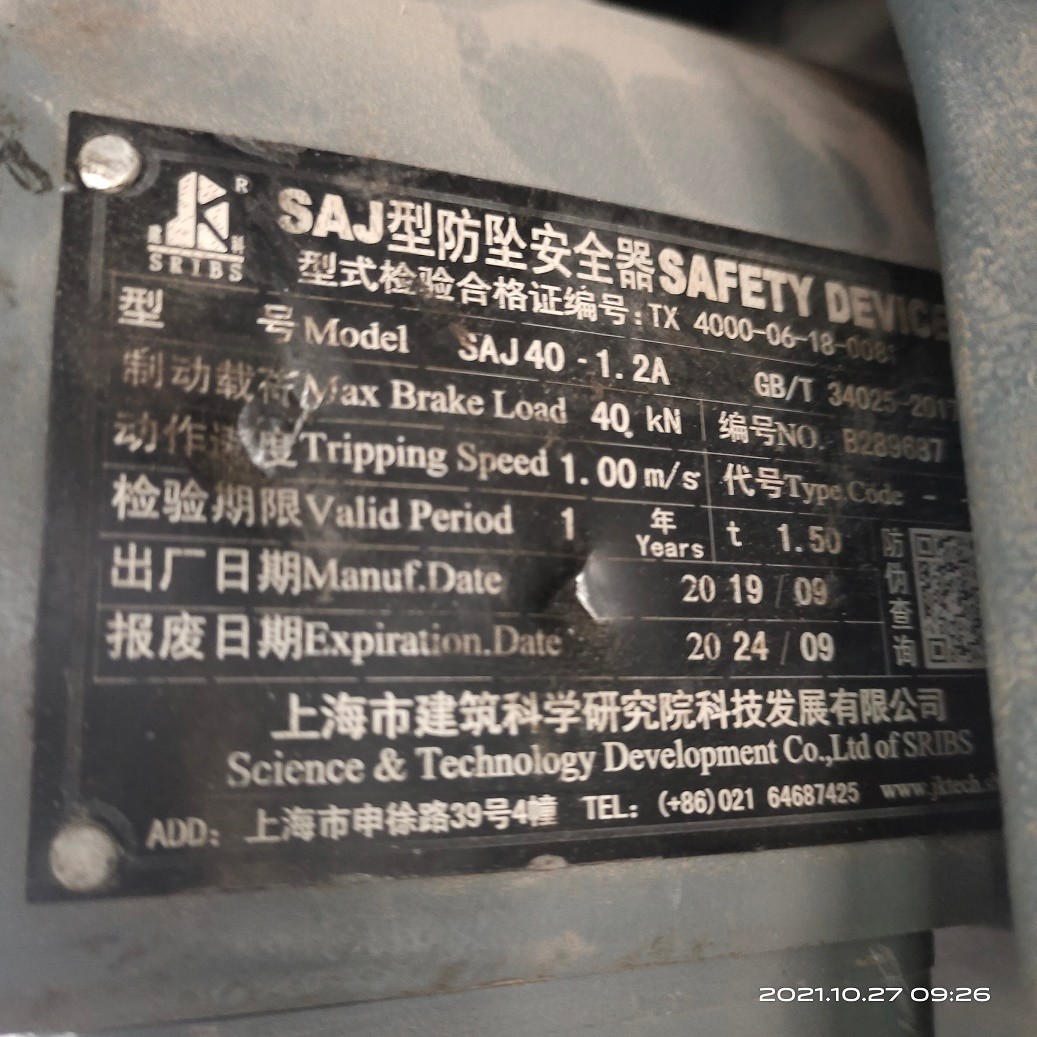 R
SRIBS
SAJ型防坠安全器SAFETY DEVICE
型式检验合格证编号:TX 4000-06-18-008
型 号Model SAJ40-1.2A GB/T 34025-2017
制动载荷Max Brake Load 40 kN 编号NO. B289687
动作速度Tripping Speed 1.00 m/s 代号Type.Code - -
检验期限Valid Period 1 年 Years t 1.50
出厂日期Manuf.Date 2019/09
报废日期Expiration.Date 2024/09
防伪查询
上海市建筑科学研究院科技发展有限公司
Science & Technology Development Co.,Ltd of SRIBS
ADD: 上海市申徐路39号4幢 TEL: (+86)021 64687425 www.jktech.s
2021.10.27 09:26